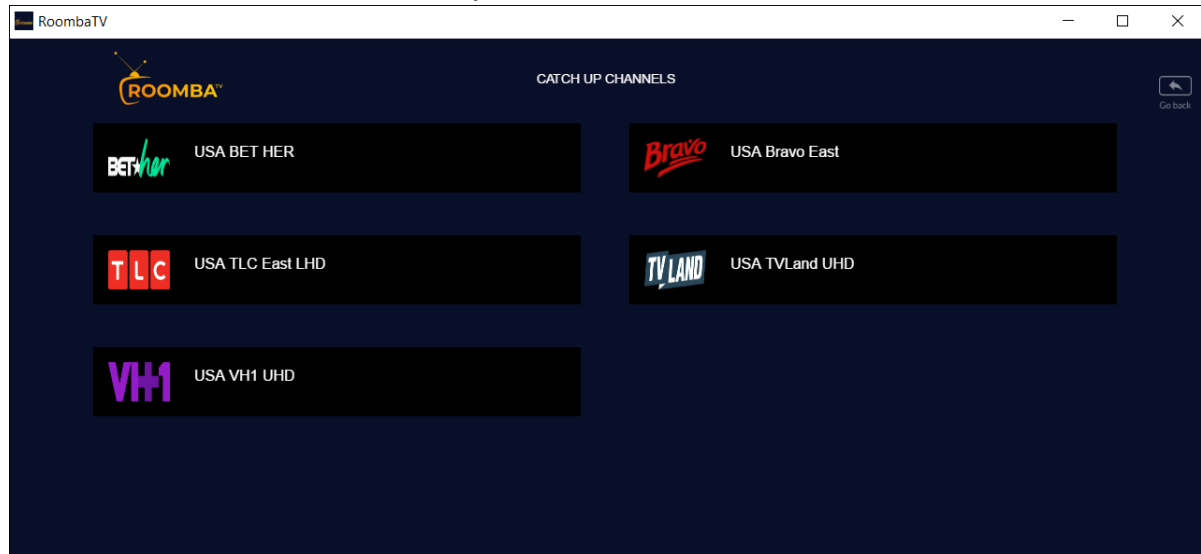 RoombaTV
ROOMBA TV
CATCH UP CHANNELS
Go back
BET her
USA BET HER
Bravo
USA Bravo East
TLC
USA TLC East LHD
TV LAND
USA TVLand UHD
VH1
USA VH1 UHD